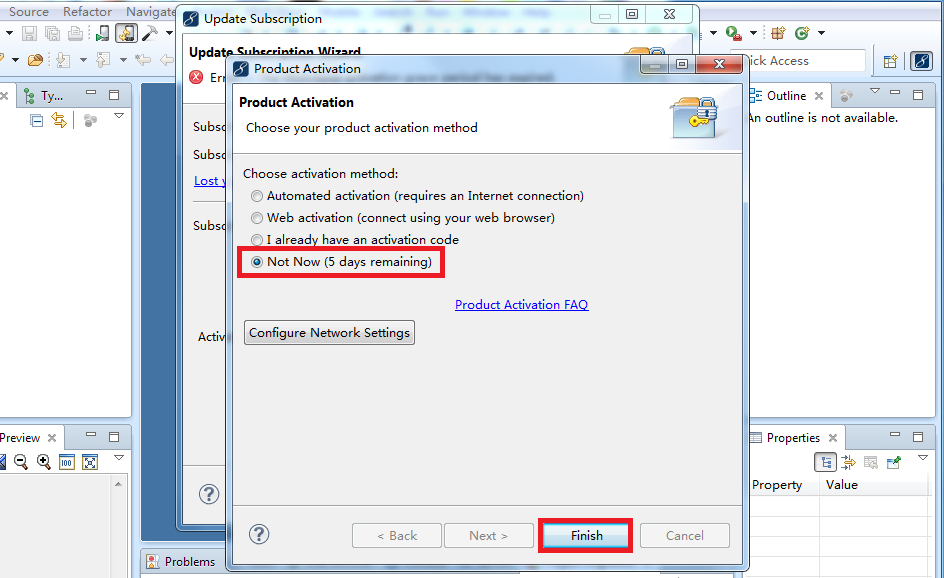 Source Refactor Navigate
Update Subscription
Update Subscription Wizard
Product Activation
Product Activation
Choose your product activation method
Choose activation method:
Automated activation (requires an Internet connection)
Web activation (connect using your web browser)
I already have an activation code
Not Now (5 days remaining)
Product Activation FAQ
Configure Network Settings
< Back Next > Finish Cancel
Ty...
Subsc
Subsc
Lost y
Subsc
Activ
Preview
100
Problems
ick Access
Outline
An outline is not available.
Properties
Property Value